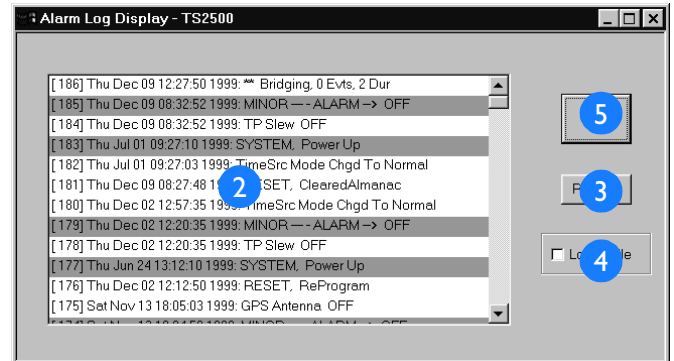 Alarm Log Display - TS2500
[ 186] Thu Dec 09 12:27:50 1999: ** Bridging, 0 Evts, 2 Dur
[ 185] Thu Dec 09 08:32:52 1999: MINOR --- ALARM --> OFF
[ 184] Thu Dec 09 08:32:52 1999: TP Slew OFF
[ 183] Thu Jul 01 09:27:10 1999: SYSTEM, Power Up
[ 182] Thu Jul 01 09:27:03 1999: TimeSrc Mode Chgd To Normal
[ 181] Thu Dec 09 08:27:48 ClearedAlmanac
[ 180] Thu Dec 02 12:57:35 Mode Chgd To Normal
[ 179] Thu Dec 02 12:20:35 1999: MINOR --- ALARM --> OFF
[ 178] Thu Dec 02 12:20:35 1999: TP Slew OFF
[ 177] Thu Jun 24 13:12:10 1999: SYSTEM, Power Up
[ 176] Thu Dec 02 12:12:50 1999: RESET, ReProgram
[ 175] Sat Nov 13 18:05:03 1999: GPS Antenna OFF
2
5
3
4